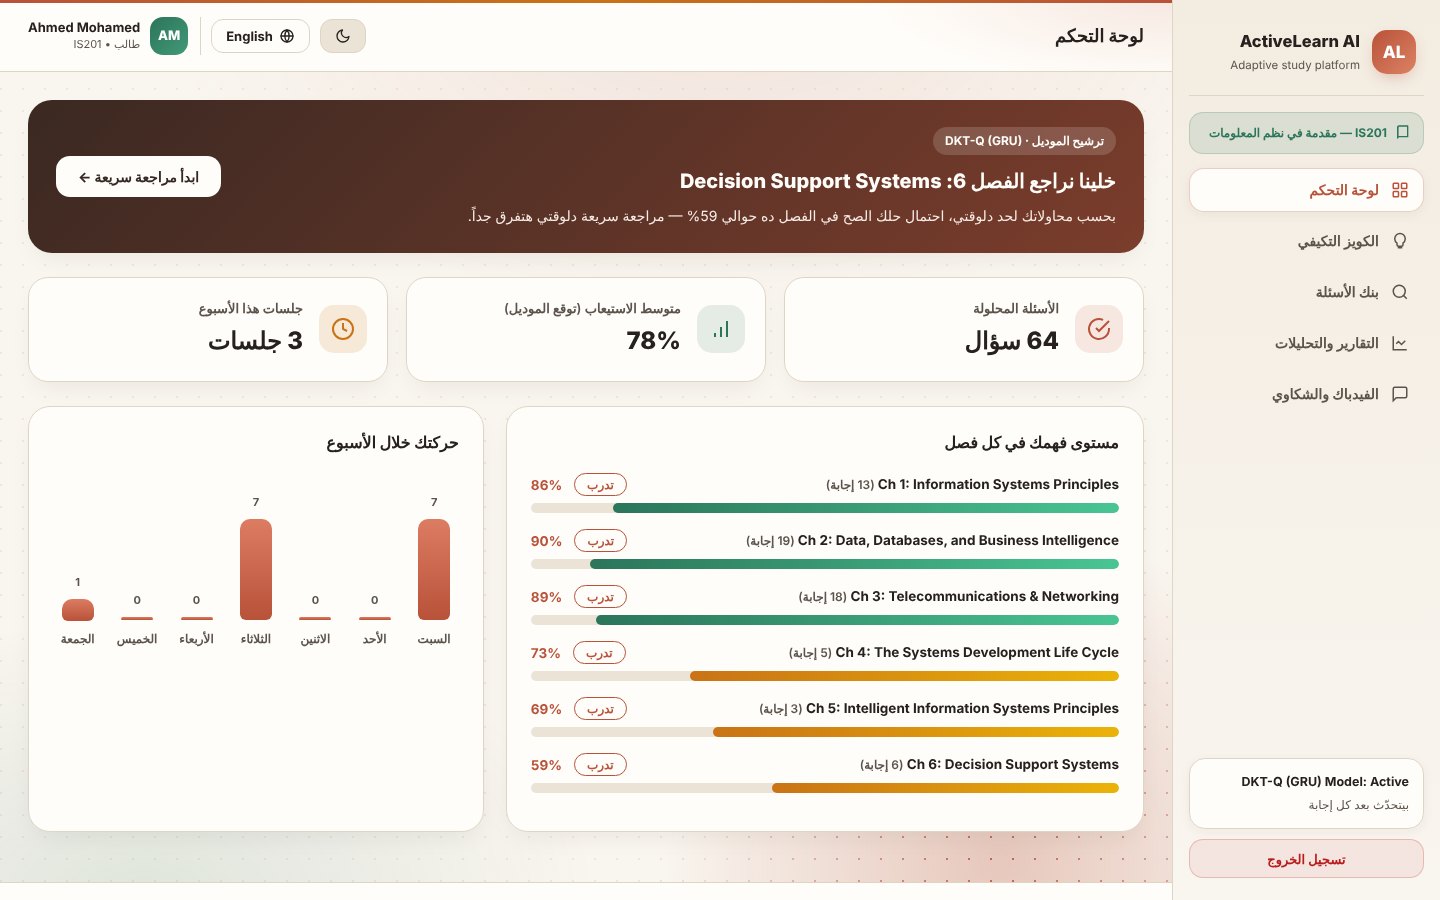 AL
ActiveLearn AI
Adaptive study platform
IS201 — مقدمة في نظم المعلومات
لوحة التحكم
الكويز التكيفي
بنك الأسئلة
التقارير والتحليلات
الفيدباك والشكاوي
DKT-Q (GRU) Model: Active
بيتحدّث بعد كل إجابة
تسجيل الخروج
لوحة التحكم
English
AM
Ahmed Mohamed
طالب • IS201
ترشيح الموديل · DKT-Q (GRU)
خلينا نراجع الفصل 6: Decision Support Systems
بحسب محاولاتك لحد دلوقتي، احتمال حلك الصح في الفصل ده حوالي 59% — مراجعة سريعة دلوقتي هتفرق جداً.
ابدأ مراجعة سريعة ←
الأسئلة المحلولة
64 سؤال
متوسط الاستيعاب (توقع الموديل)
78%
جلسات هذا الأسبوع
3 جلسات
مستوى فهمك في كل فصل
Ch 1: Information Systems Principles (13 إجابة)
تدرب
86%
Ch 2: Data, Databases, and Business Intelligence (19 إجابة)
تدرب
90%
Ch 3: Telecommunications & Networking (18 إجابة)
تدرب
89%
Ch 4: The Systems Development Life Cycle (5 إجابة)
تدرب
73%
Ch 5: Intelligent Information Systems Principles (3 إجابة)
تدرب
69%
Ch 6: Decision Support Systems (6 إجابة)
تدرب
59%
حركتك خلال الأسبوع
7
السبت
0
الأحد
0
الاثنين
7
الثلاثاء
0
الأربعاء
0
الخميس
1
الجمعة